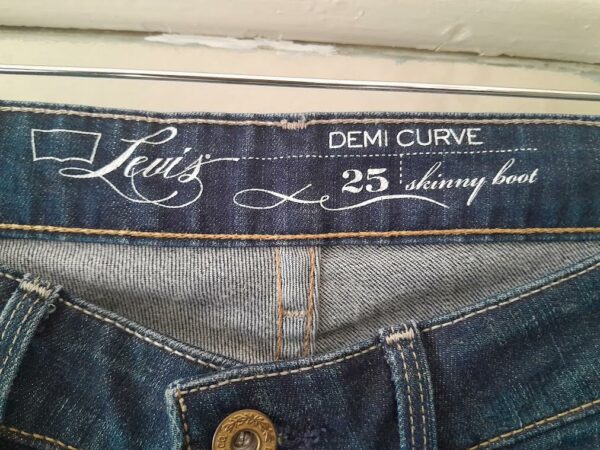 DEMI CURVE
Levi's
25 skinny boot